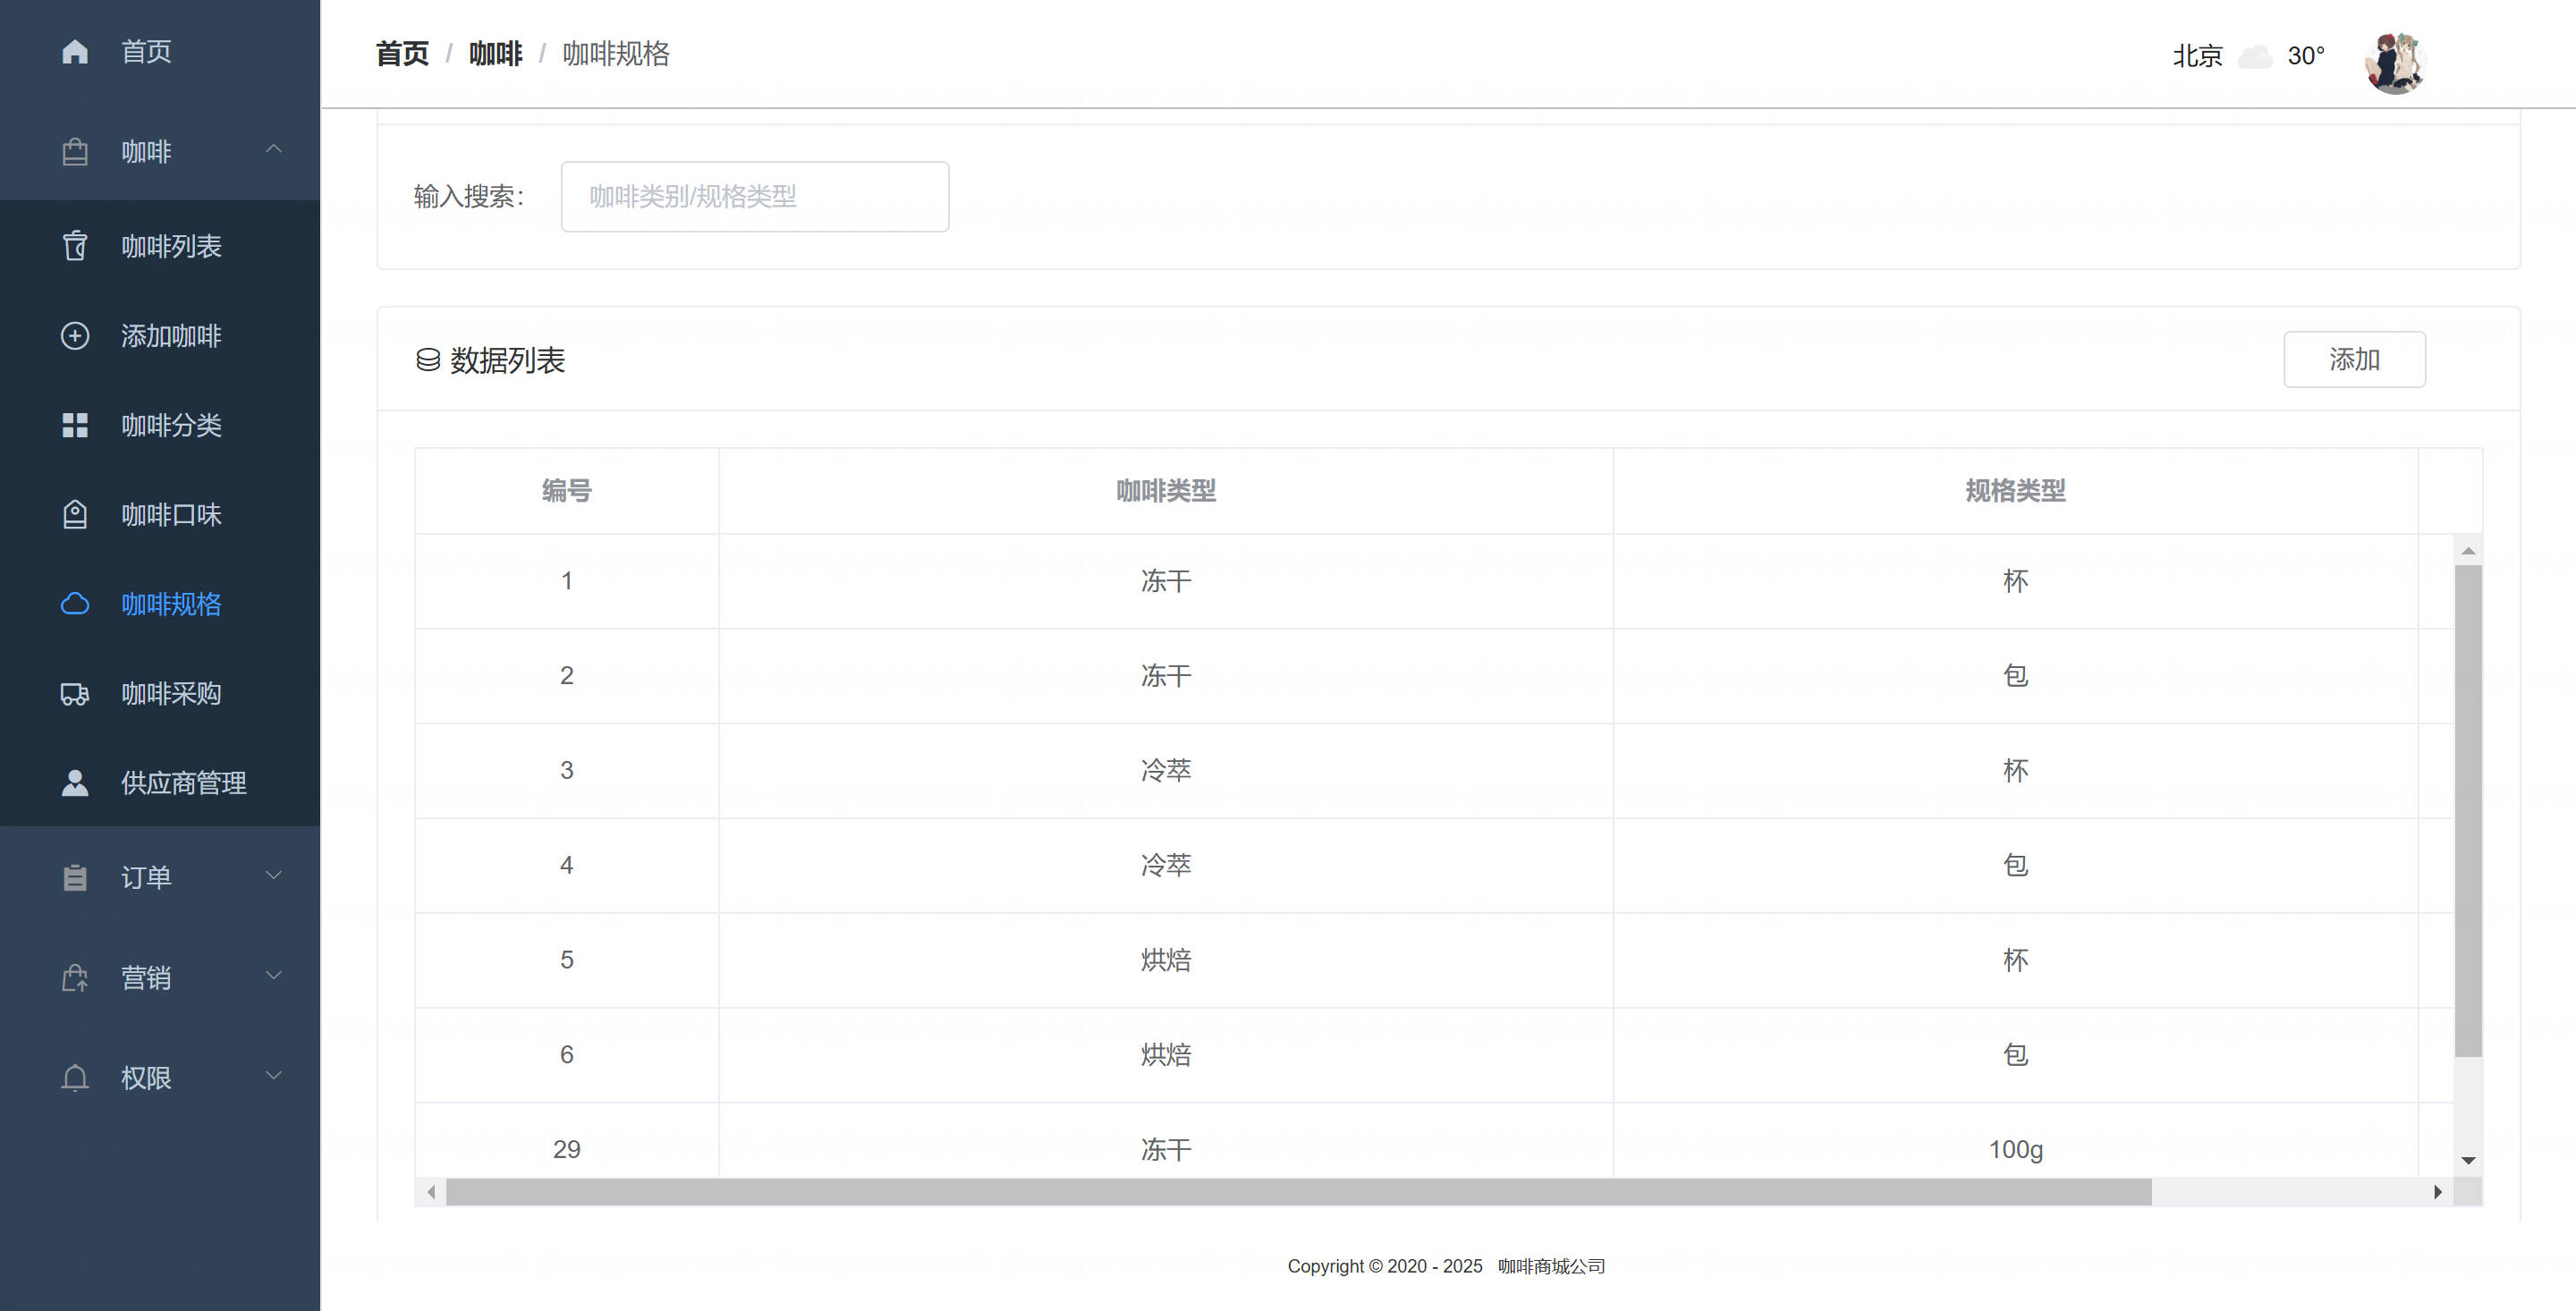 首页
咖啡
咖啡列表
添加咖啡
咖啡分类
咖啡口味
咖啡规格
咖啡采购
供应商管理
订单
营销
权限
首页 / 咖啡 / 咖啡规格
北京 30°
输入搜索：
咖啡类别/规格类型
数据列表
添加
编号 咖啡类型 规格类型
1 冻干 杯
2 冻干 包
3 冷萃 杯
4 冷萃 包
5 烘焙 杯
6 烘焙 包
29 冻干 100g
Copyright © 2020 - 2025 咖啡商城公司